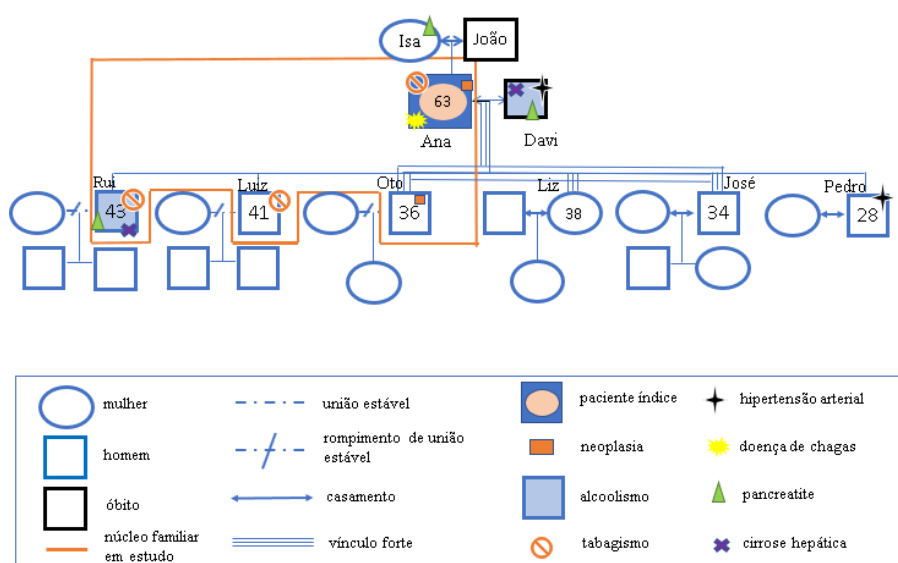 Isa
João
63
Ana
Davi
Rui
Luiz
Oto
Liz
José
Pedro
43
41
36
38
34
28
mulher
união estável
paciente índice
hipertensão arterial
homem
rompimento de união
estável
neoplasia
doença de chagas
óbito
casamento
alcoolismo
pancreatite
núcleo familiar
em estudo
vínculo forte
tabagismo
cirrose hepática